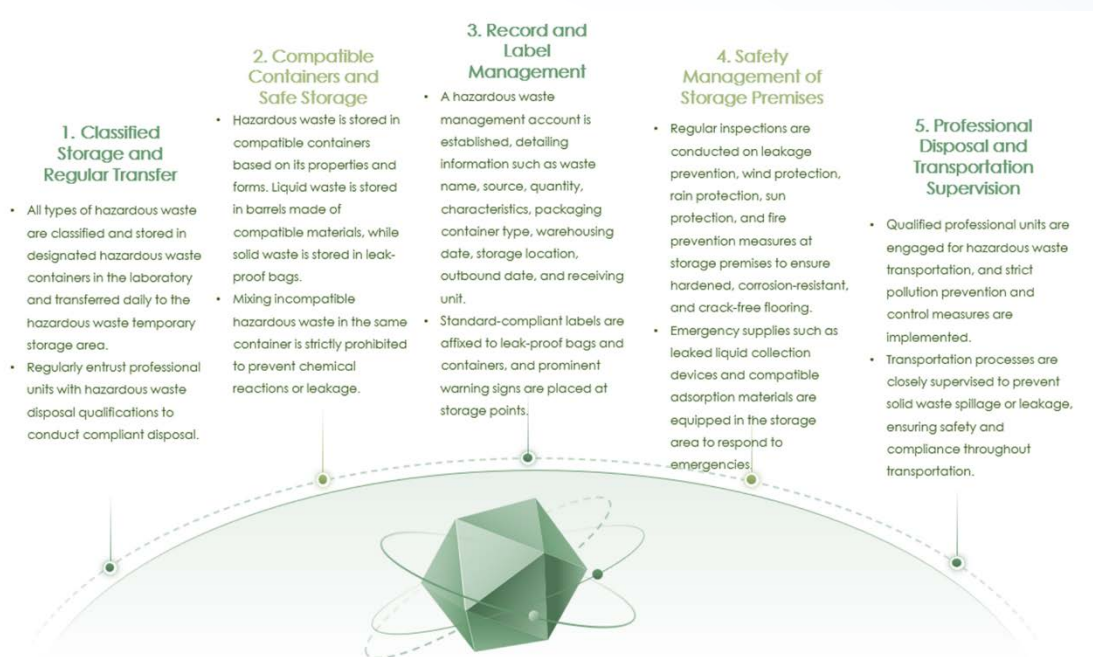 1. Classified
Storage and
Regular Transfer
• All types of hazardous waste
are classified and stored in
designated hazardous waste
containers in the laboratory
and transferred daily to the
hazardous waste temporary
storage area.
• Regularly entrust professional
units with hazardous waste
disposal qualifications to
conduct compliant disposal.
2. Compatible
Containers and
Safe Storage
• Hazardous waste is stored in
compatible containers
based on its properties and
forms. Liquid waste is stored
in barrels made of
compatible materials, while
solid waste is stored in leak-
proof bags.
• Mixing incompatible
hazardous waste in the same
container is strictly prohibited
to prevent chemical
reactions or leakage.
3. Record and
Label
Management
• A hazardous waste
management account is
established, detailing
information such as waste
name, source, quantity,
characteristics, packaging
container type, warehousing
date, storage location,
outbound date, and receiving
unit.
• Standard-compliant labels are
affixed to leak-proof bags and
containers, and prominent
warning signs are placed at
storage points.
4. Safety
Management of
Storage Premises
• Regular inspections are
conducted on leakage
prevention, wind protection,
rain protection, sun
protection, and fire
prevention measures at
storage premises to ensure
hardened, corrosion-resistant,
and crack-free flooring.
• Emergency supplies such as
leaked liquid collection
devices and compatible
adsorption materials are
equipped in the storage
area to respond to
emergencies.
5. Professional
Disposal and
Transportation
Supervision
• Qualified professional units are
engaged for hazardous waste
transportation, and strict
pollution prevention and
control measures are
implemented.
• Transportation processes are
closely supervised to prevent
solid waste spillage or leakage,
ensuring safety and
compliance throughout
transportation.